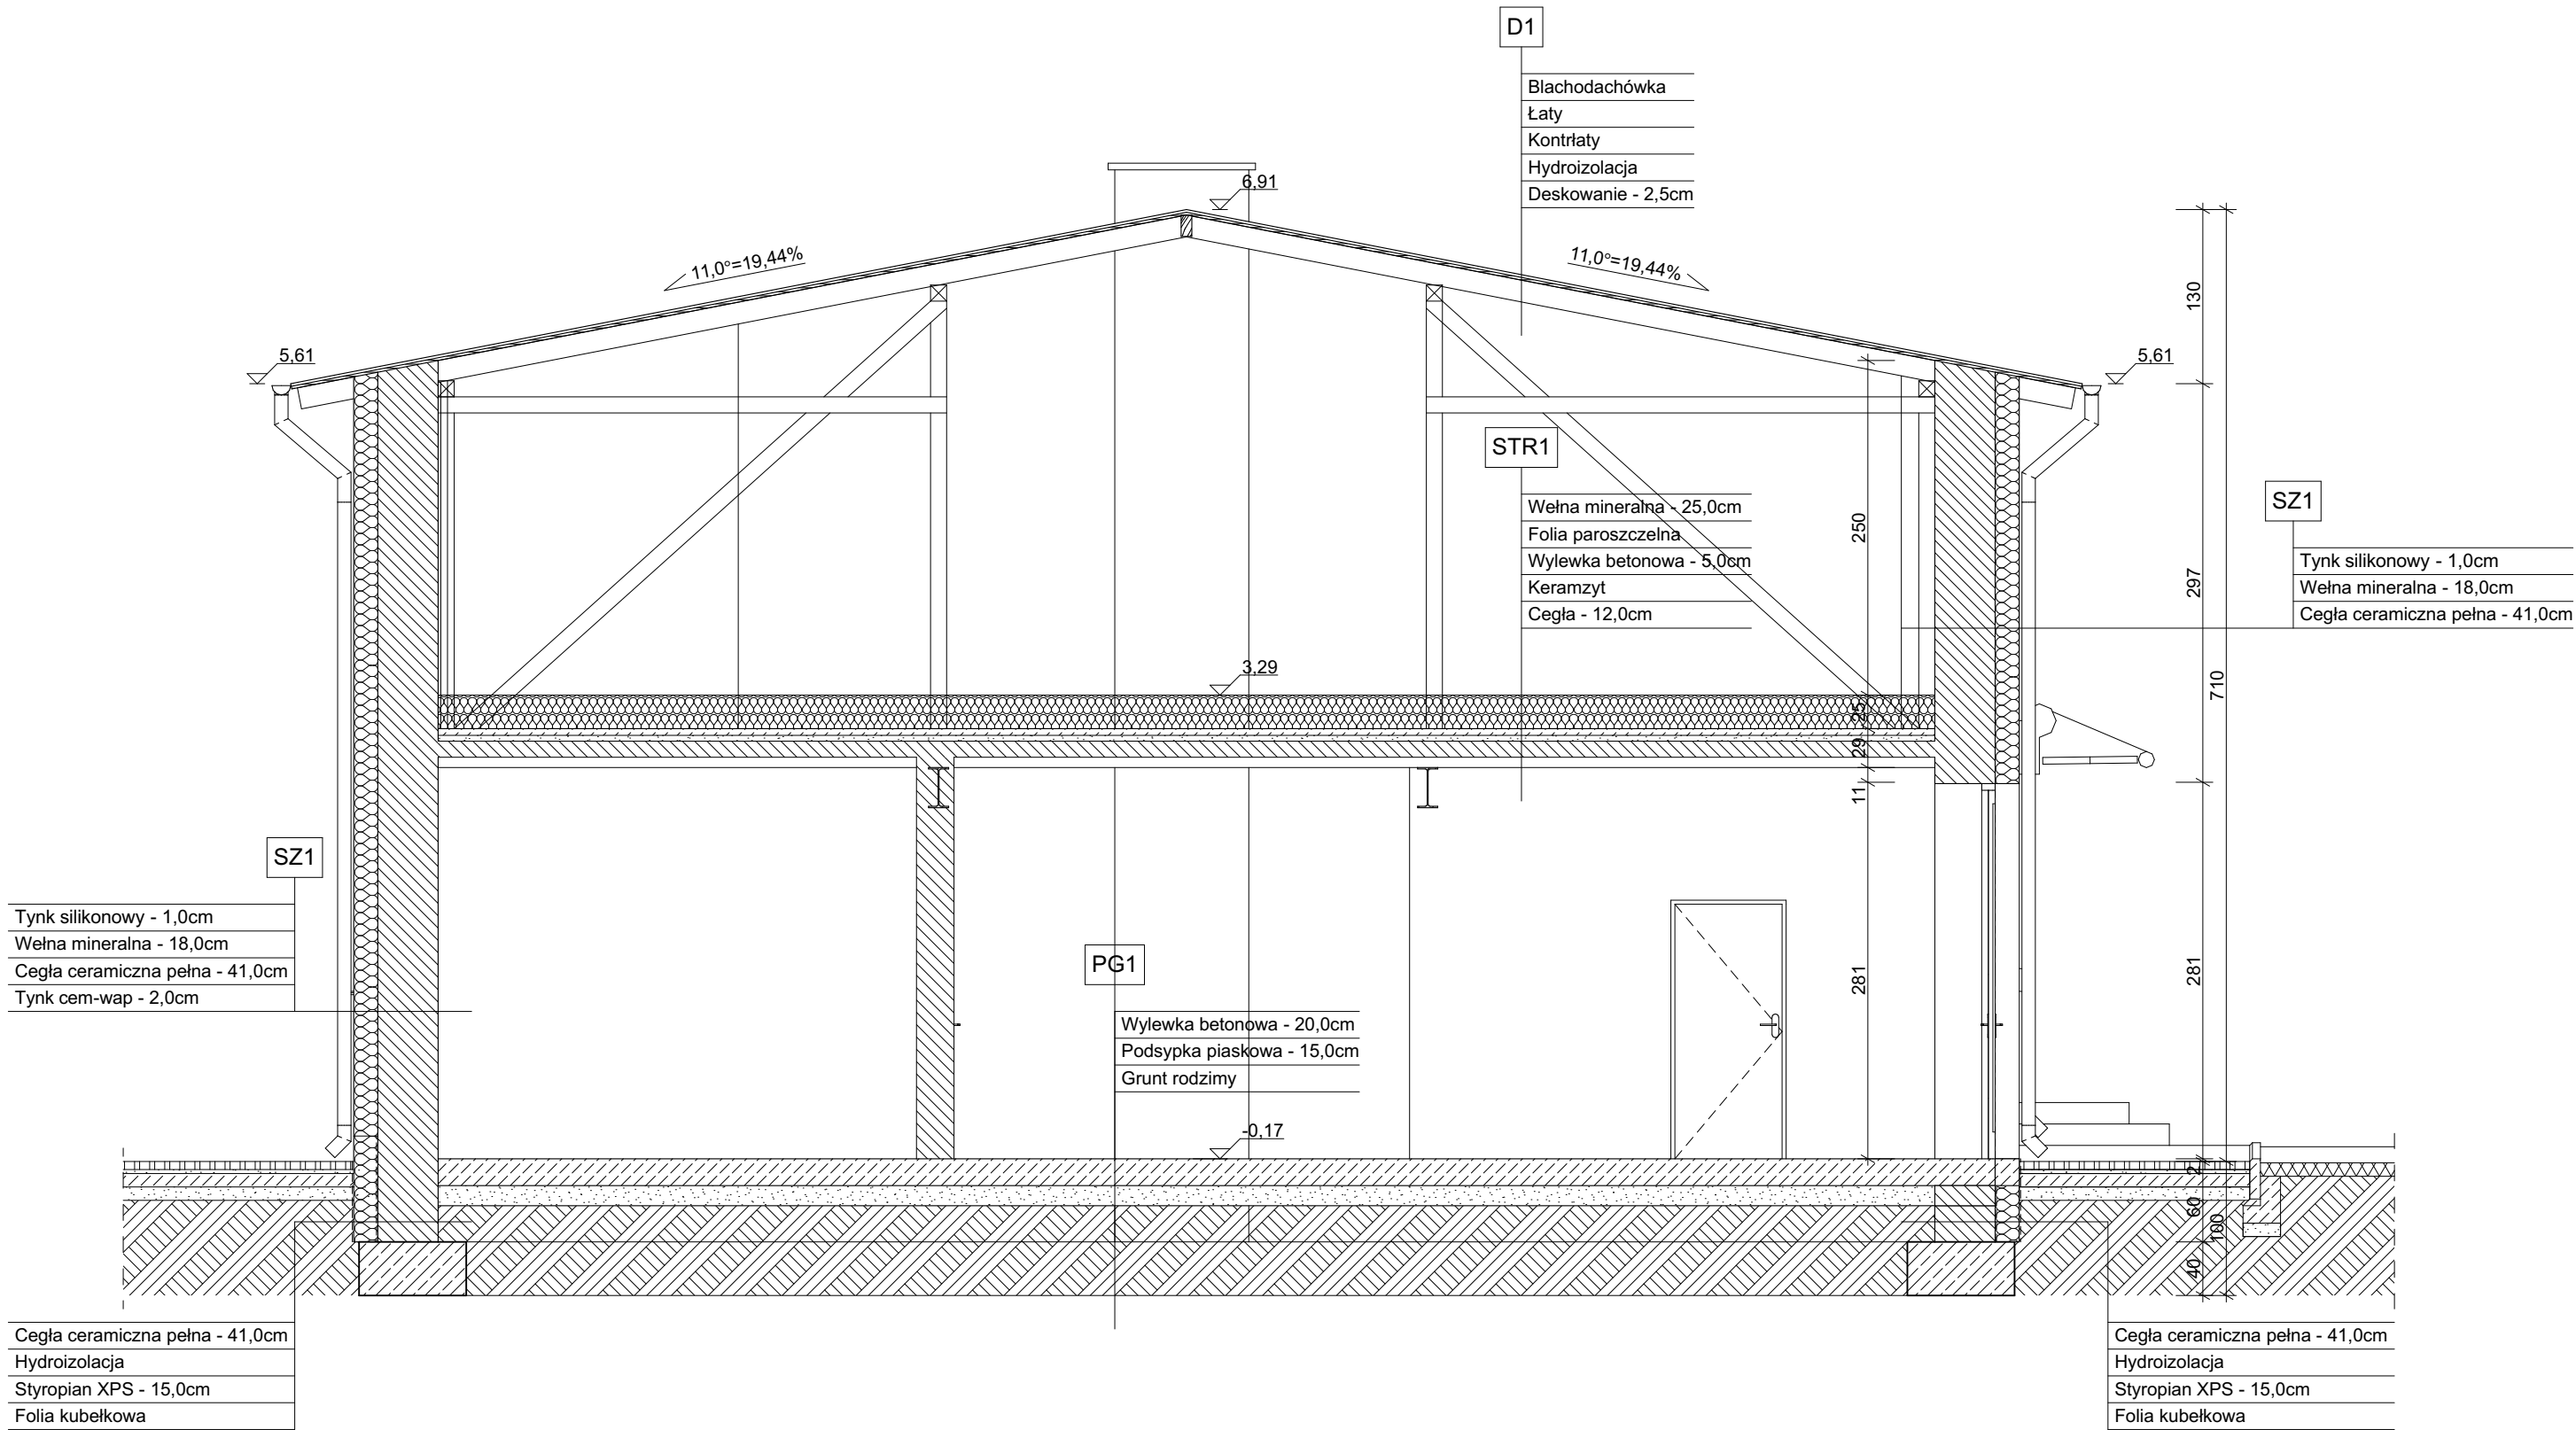 D1
Blachodachówka
Łaty
Kontrłaty
Hydroizolacja
Deskowanie - 2,5cm
6,91
11,0°=19,44%
11,0°=19,44%
5,61
5,61
130
STR1
Wełna mineralna - 25,0cm
Folia paroszczelna
Wylewka betonowa - 5,0cm
Keramzyt
Cegła - 12,0cm
250
297
710
SZ1
Tynk silikonowy - 1,0cm
Wełna mineralna - 18,0cm
Cegła ceramiczna pełna - 41,0cm
3,29
25
29
11
SZ1
Tynk silikonowy - 1,0cm
Wełna mineralna - 18,0cm
Cegła ceramiczna pełna - 41,0cm
Tynk cem-wap - 2,0cm
PG1
Wylewka betonowa - 20,0cm
Podsypka piaskowa - 15,0cm
Grunt rodzimy
281
281
-0,17
2
60
100
40
Cegła ceramiczna pełna - 41,0cm
Hydroizolacja
Styropian XPS - 15,0cm
Folia kubełkowa
Cegła ceramiczna pełna - 41,0cm
Hydroizolacja
Styropian XPS - 15,0cm
Folia kubełkowa